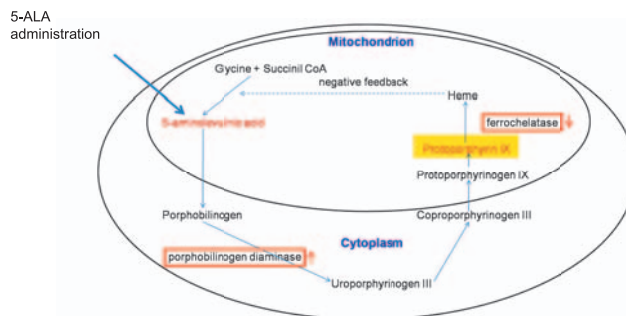 5-ALA
administration
Mitochondrion
Glycine + Succinil CoA
negative feedback
Heme
5-aminolevulinic acid
ferrochelatase ↓
Protoporphyrin IX
Protoporphyrinogen IX
Porphobilinogen
Coproporphyrinogen III
Cytoplasm
porphobilinogen diaminase ↑
Uroporphyrinogen III